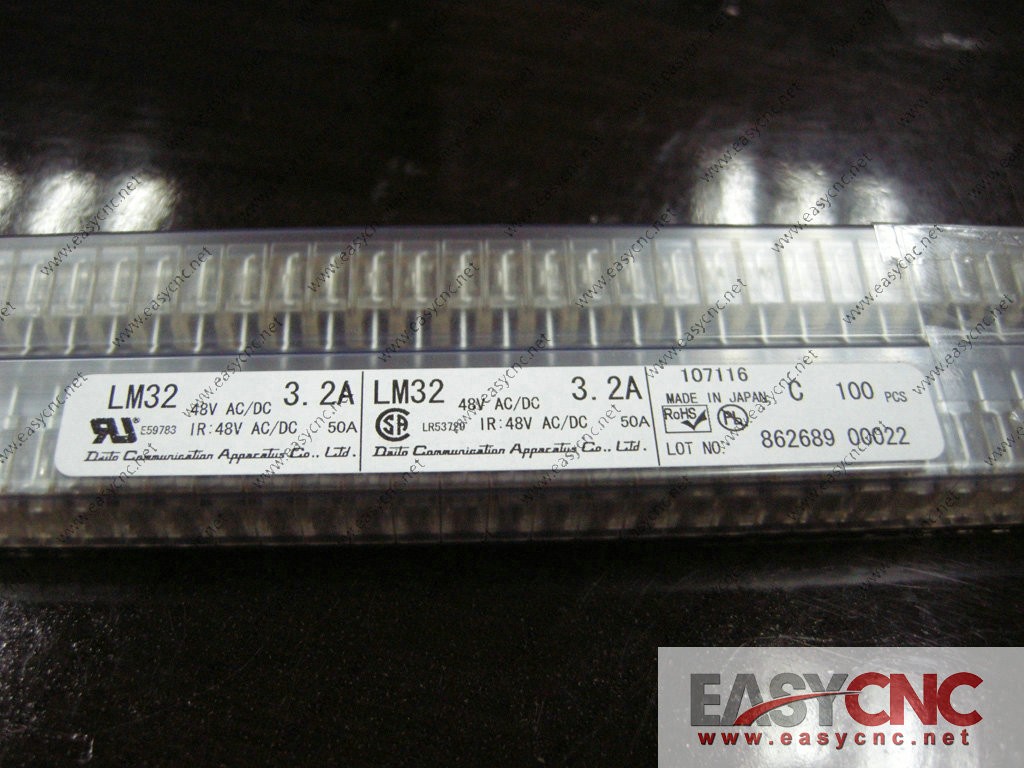 LM32 3.2A
48V AC/DC
E59783 IR:48V AC/DC 50A
Daito Communication Apparatus Co., Ltd.
LM32 3.2A
48V AC/DC
LR53720 IR:48V AC/DC 50A
Daito Communication Apparatus Co., Ltd.
107116
MADE IN JAPAN C 100 PCS
RoHS
LOT NO. 862689 00022
EASYCNC
www.easycnc.net